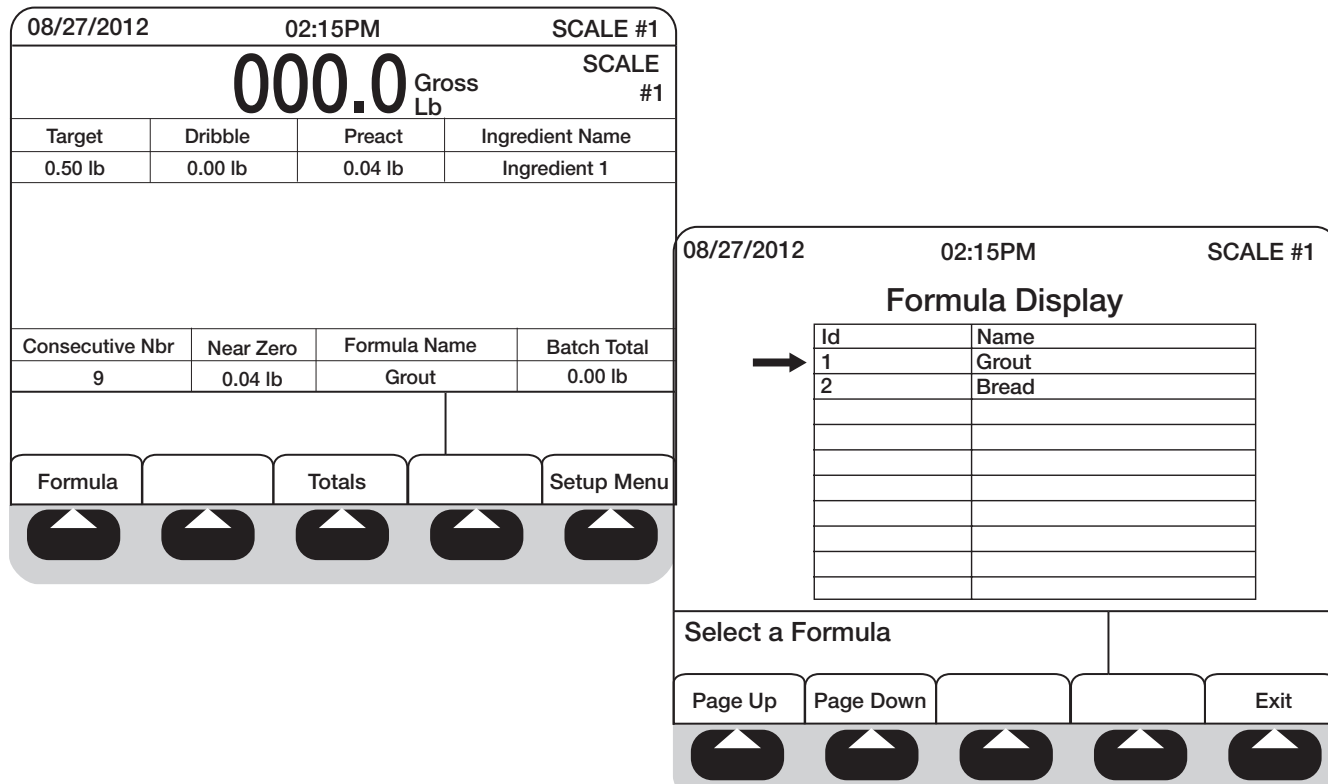 08/27/2012 02:15PM SCALE #1
000.0 Gross Lb
SCALE #1
Target Dribble Preact Ingredient Name
0.50 lb 0.00 lb 0.04 lb Ingredient 1
Consecutive Nbr Near Zero Formula Name Batch Total
9 0.04 lb Grout 0.00 lb
Formula Totals Setup Menu
08/27/2012 02:15PM SCALE #1
Formula Display
Id Name
1 Grout
2 Bread
Select a Formula
Page Up Page Down Exit